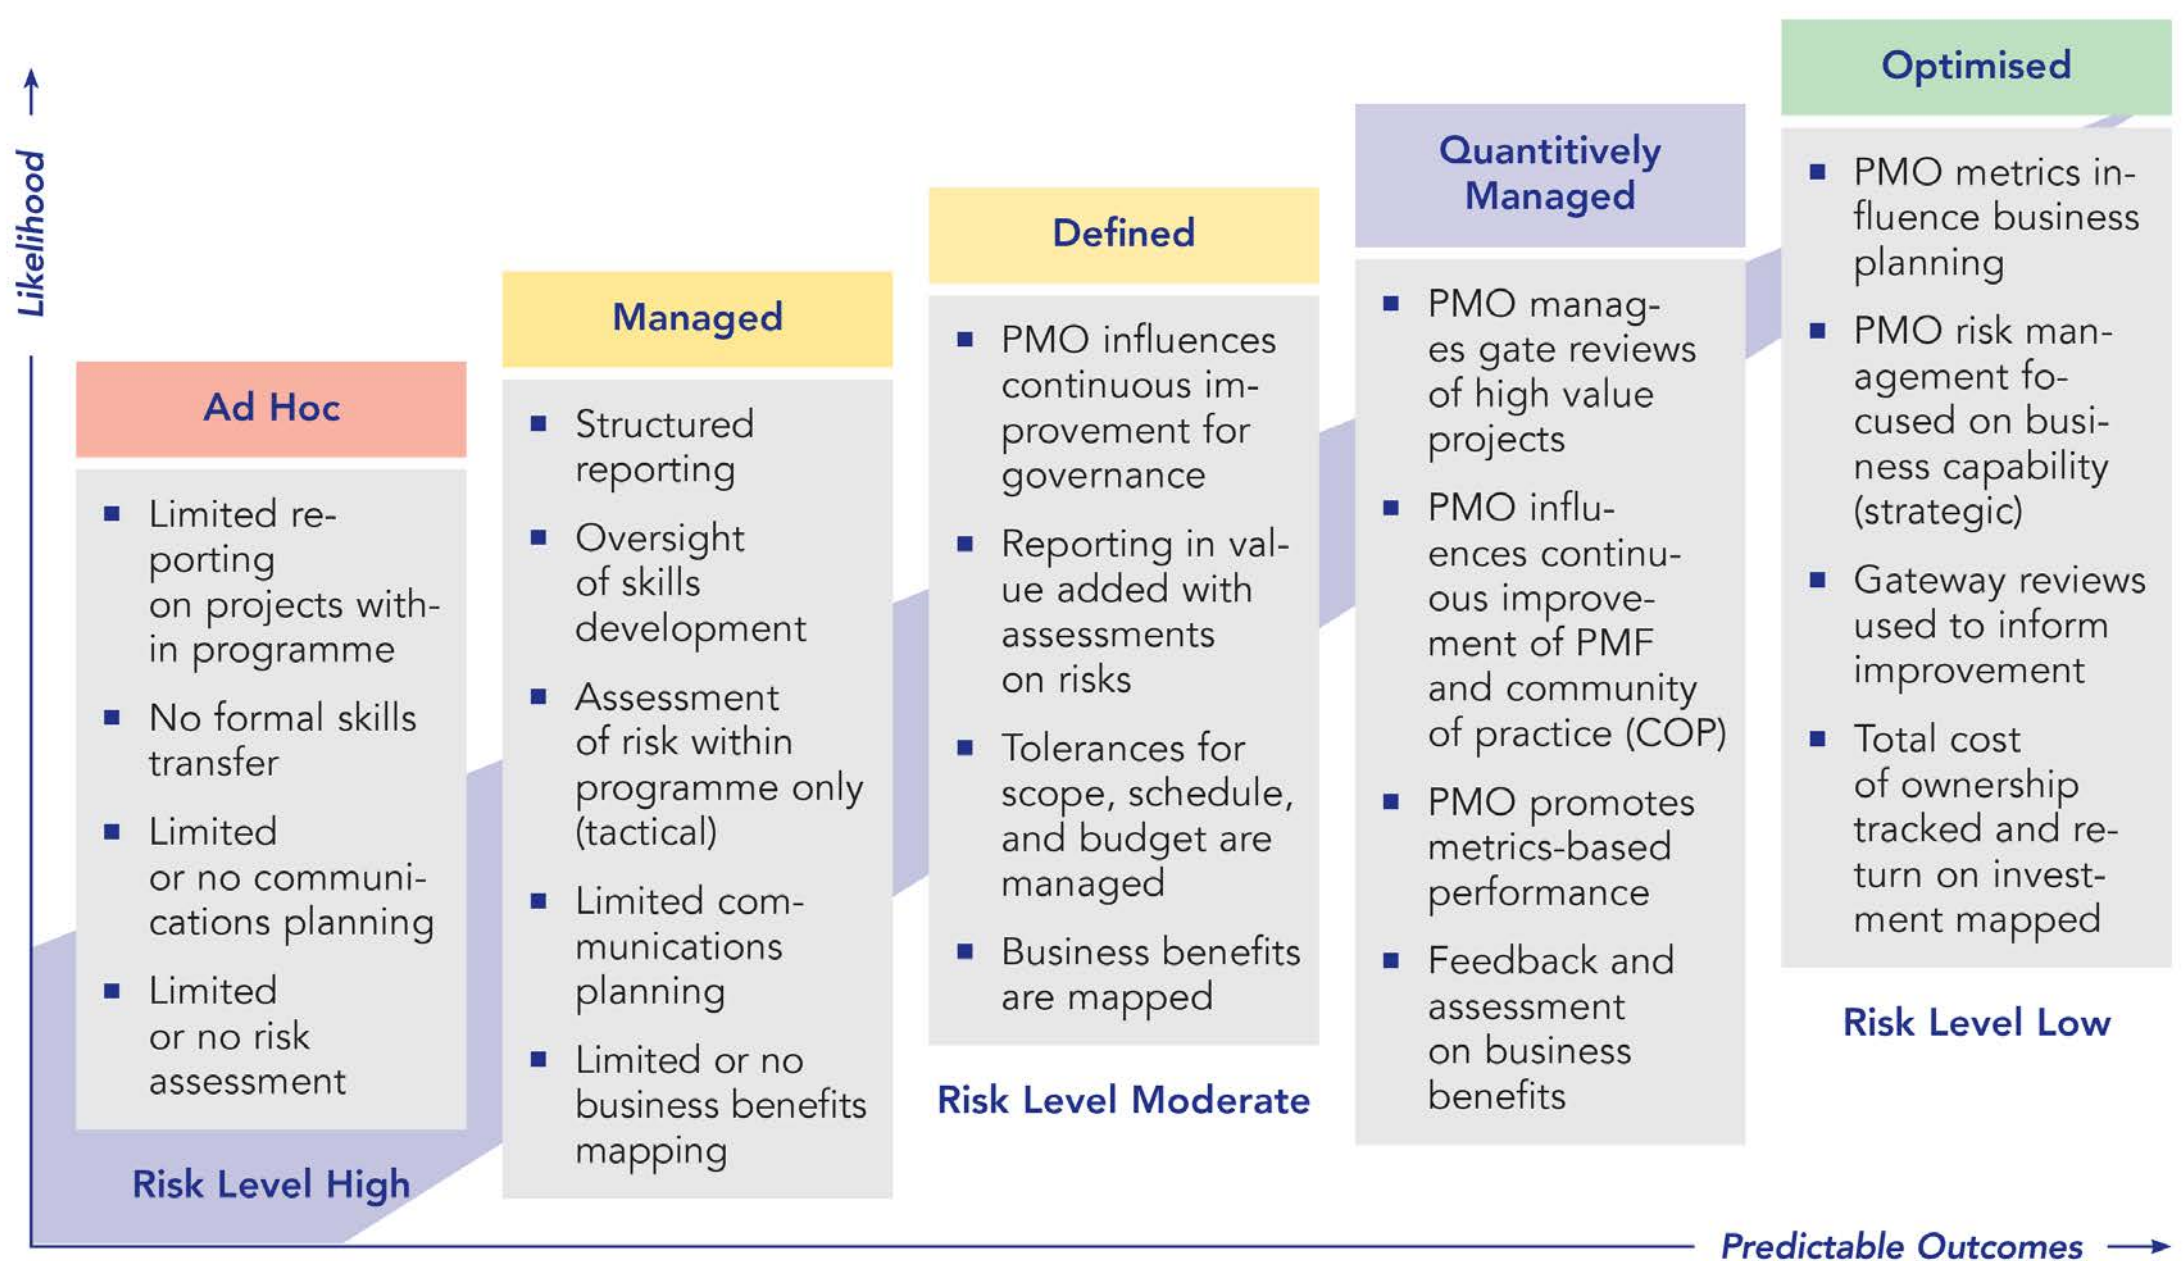 Likelihood
Ad Hoc
Limited re-
porting
on projects with-
in programme
No formal skills
transfer
Limited
or no communi-
cations planning
Limited
or no risk
assessment
Risk Level High
Managed
Structured
reporting
Oversight
of skills
development
Assessment
of risk within
programme only
(tactical)
Limited com-
munications
planning
Limited or no
business benefits
mapping
Defined
PMO influences
continuous im-
provement for
governance
Reporting in val-
ue added with
assessments
on risks
Tolerances for
scope, schedule,
and budget are
managed
Business benefits
are mapped
Risk Level Moderate
Quantitively
Managed
PMO manag-
es gate reviews
of high value
projects
PMO influ-
ences continu-
ous improve-
ment of PMF
and community
of practice (COP)
PMO promotes
metrics-based
performance
Feedback and
assessment
on business
benefits
Optimised
PMO metrics in-
fluence business
planning
PMO risk man-
agement fo-
cused on busi-
ness capability
(strategic)
Gateway reviews
used to inform
improvement
Total cost
of ownership
tracked and re-
turn on invest-
ment mapped
Risk Level Low
Predictable Outcomes